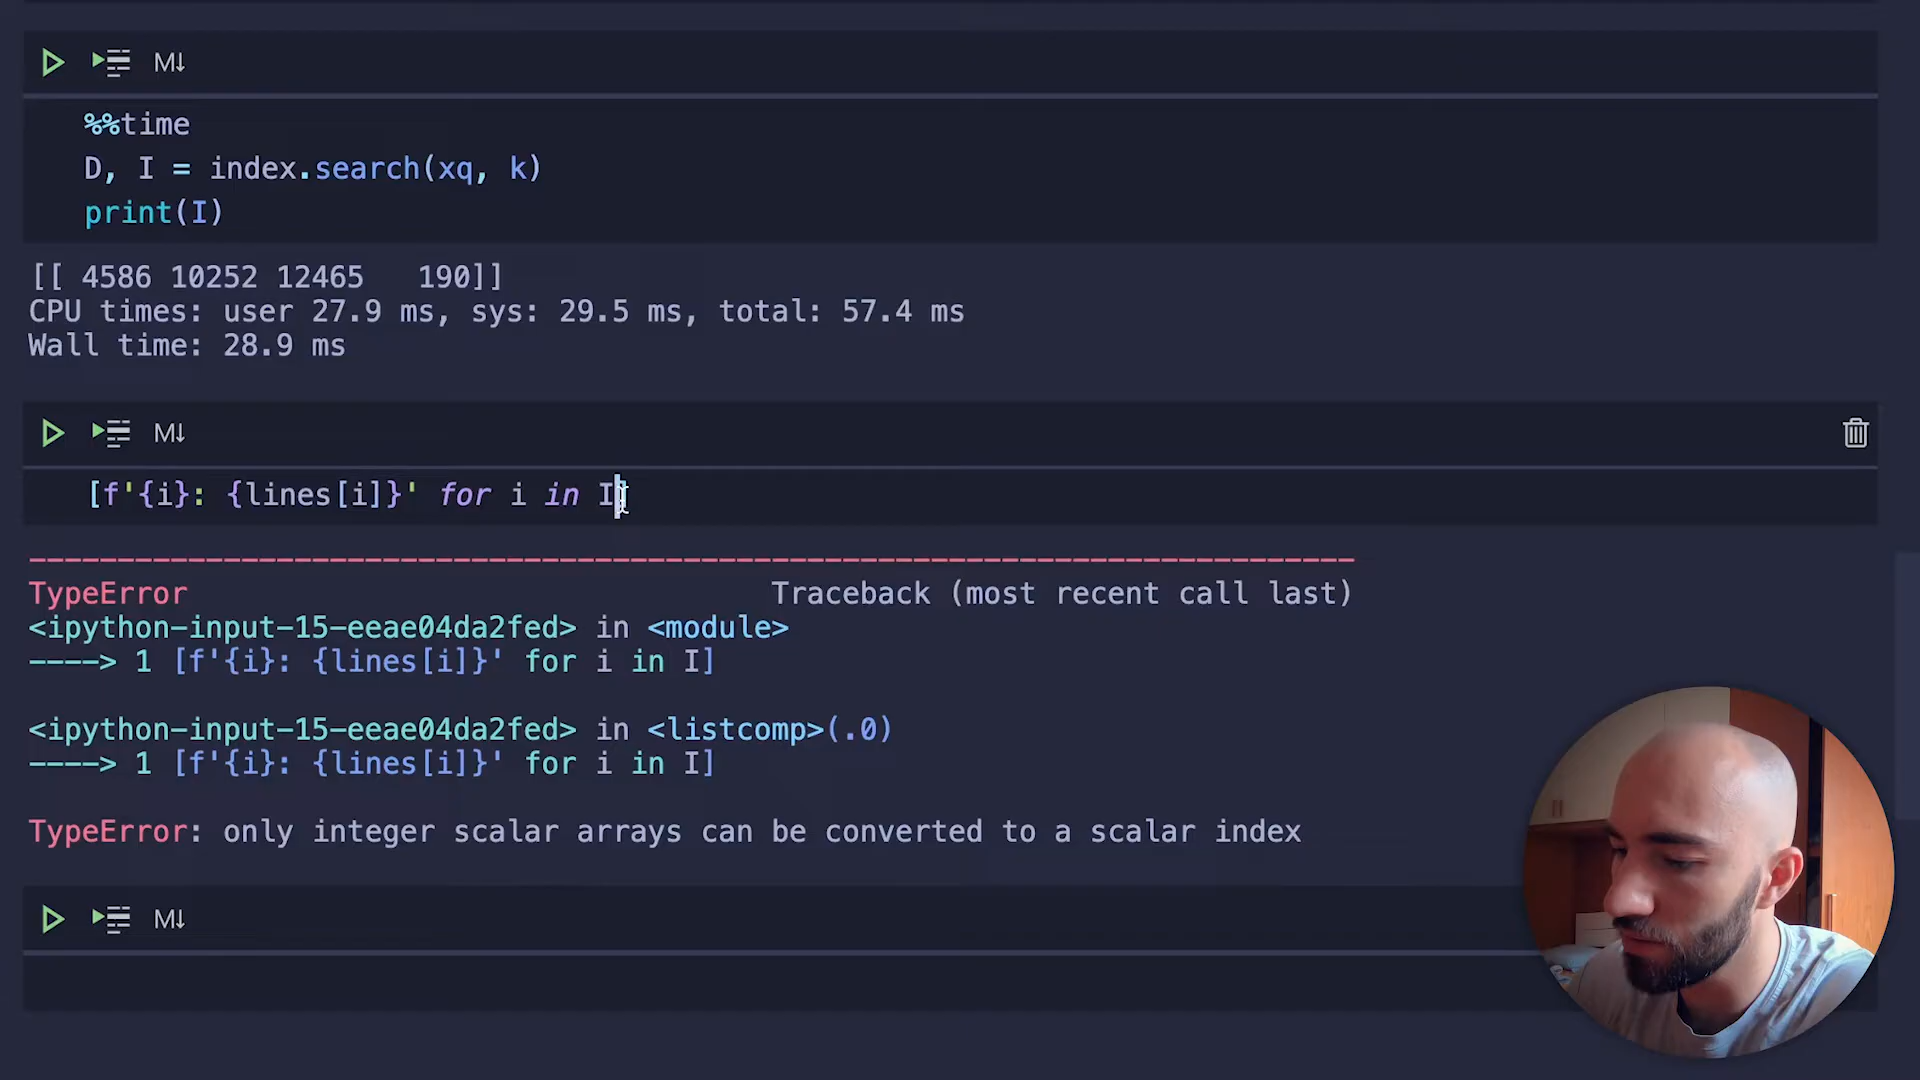 M↓
%%time
D, I = index.search(xq, k)
print(I)
[[ 4586 10252 12465   190]]
CPU times: user 27.9 ms, sys: 29.5 ms, total: 57.4 ms
Wall time: 28.9 ms
M↓
[f'{i}: {lines[i]}' for i in I]
---------------------------------------------------------------------------
TypeError                                 Traceback (most recent call last)
<ipython-input-15-eeae04da2fed> in <module>
----> 1 [f'{i}: {lines[i]}' for i in I]
<ipython-input-15-eeae04da2fed> in <listcomp>(.0)
----> 1 [f'{i}: {lines[i]}' for i in I]
TypeError: only integer scalar arrays can be converted to a scalar index
M↓